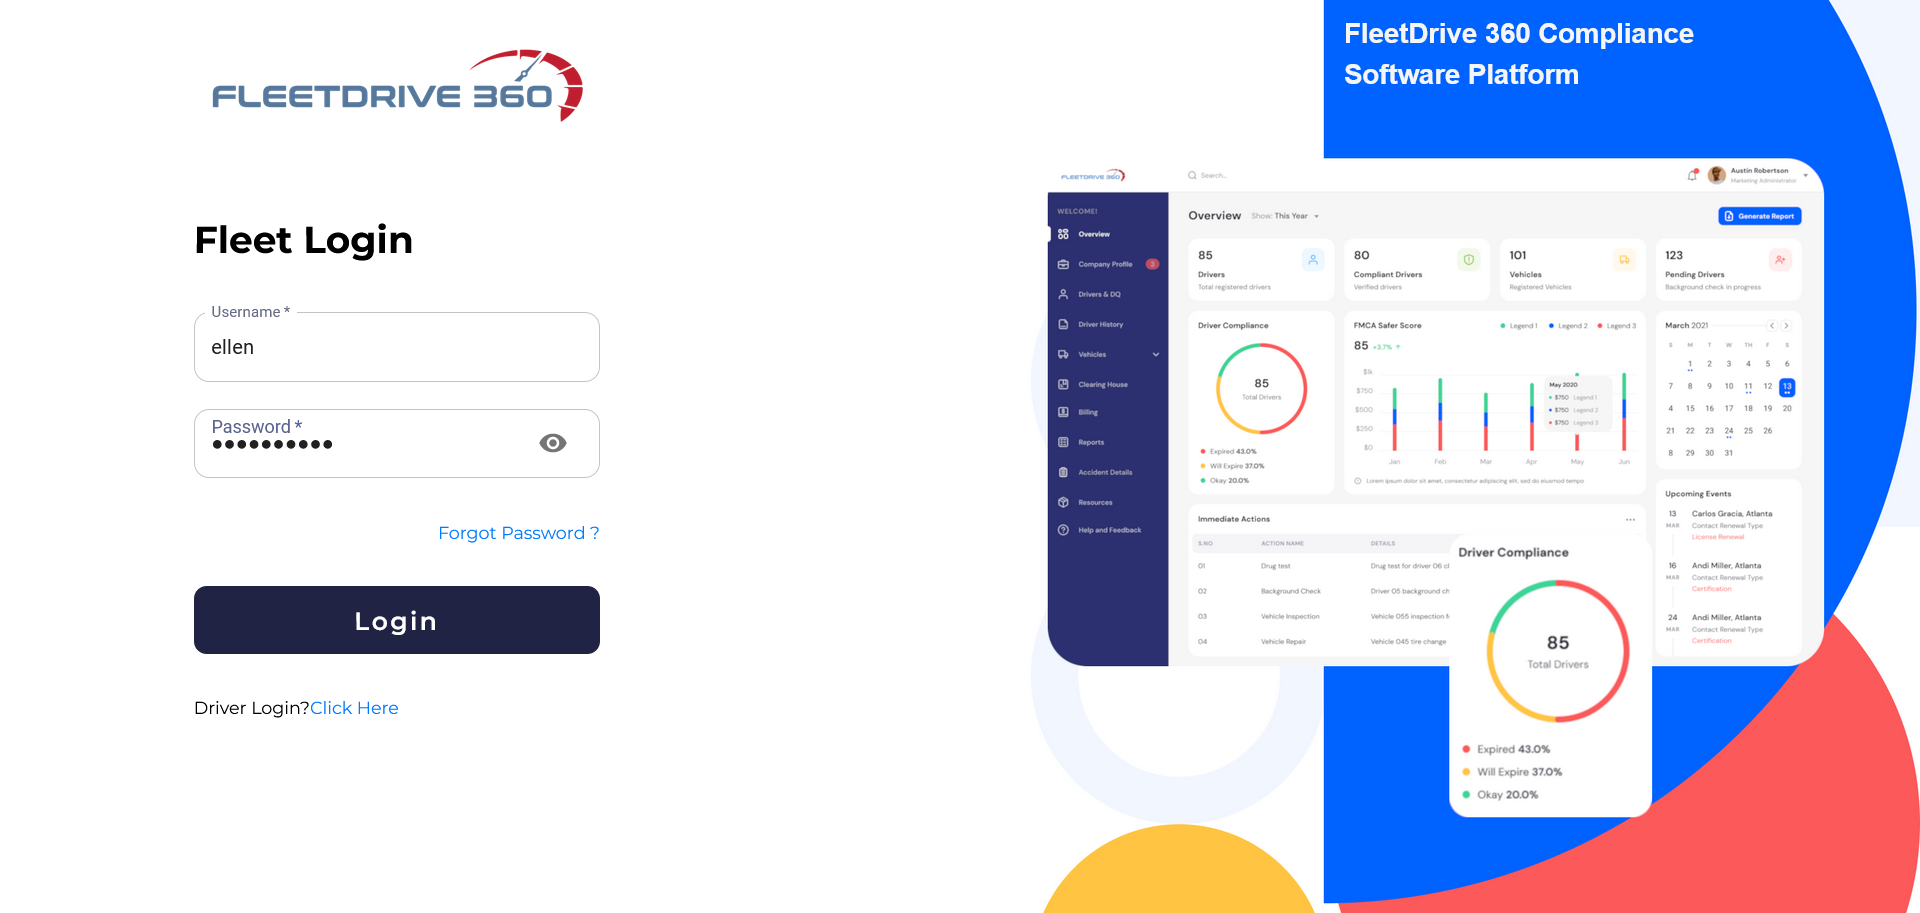 FLEETDRIVE 360
Fleet Login
Username *
ellen
Password *
Forgot Password ?
Login
Driver Login?Click Here
FleetDrive 360 Compliance
Software Platform
FLEETDRIVE 360
Search..
Austin Robertson
Marketing Administrator
WELCOME!
Overview
Company Profile 3
Drivers & DQ
Driver History
Vehicles
Clearing House
Billing
Reports
Accident Details
Resources
Help and Feedback
Overview Show: This Year
Generate Report
85
Drivers
Total registered drivers
80
Compliant Drivers
Verified drivers
101
Vehicles
Registered Vehicles
123
Pending Drivers
Background check in progress
Driver Compliance
85
Total Drivers
Expired 43.0%
Will Expire 37.0%
Okay 20.0%
FMCA Safer Score
Legend 1 Legend 2 Legend 3
85 +3.7%
$1k
$750
$500
$250
$0
May 2020
$750 Legend 1
$750 Legend 2
$750 Legend 3
Jan Feb Mar Apr May Jun
Lorem ipsum dolor sit amet, consectetur adipiscing elit, sed do eiusmod tempo
March 2021
S M T W TH F S
1 2 3 4 5 6
7 8 9 10 11 12 13
4 15 16 17 18 19 20
21 22 23 24 25 26
8 29 30 31
Immediate Actions
S.NO ACTION NAME DETAILS
01 Drug test Drug test for driver 06 cl
02 Background Check Driver 05 background ch
03 Vehicle Inspection Vehicle 055 inspection f
04 Vehicle Repair Vehicle 045 tire change
Upcoming Events
13 Carlos Gracia, Atlanta
MAR Contact Renewal Type
License Renewal
16 Andi Miller, Atlanta
MAR Contact Renewal Type
Certification
24 Andi Miller, Atlanta
MAR Contact Renewal Type
Certification
Driver Compliance
85
Total Drivers
Expired 43.0%
Will Expire 37.0%
Okay 20.0%